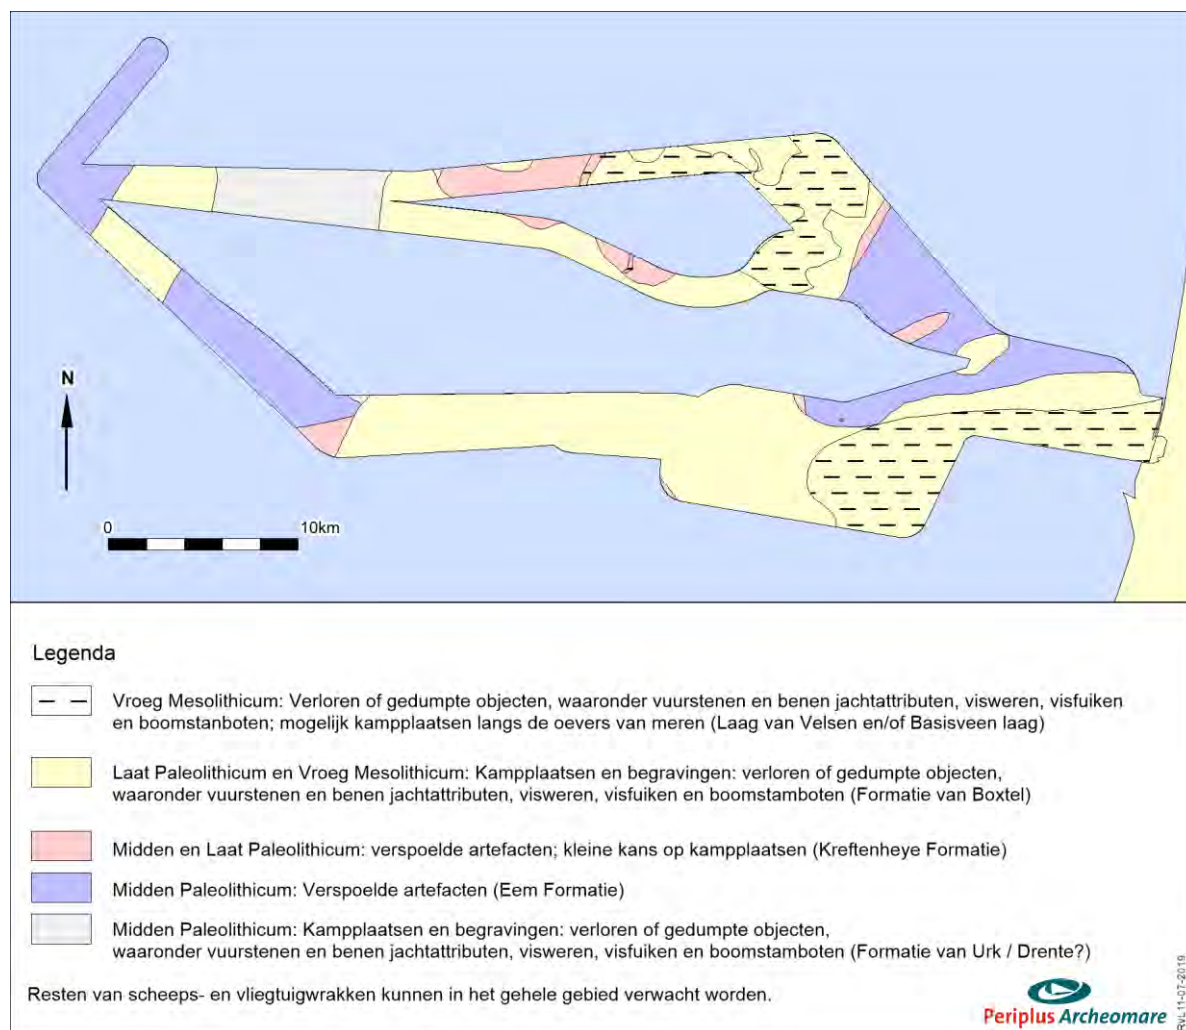 N
0 10km
Legenda
Vroeg Mesolithicum: Verloren of gedumpte objecten, waaronder vuurstenen en benen jachtattributen, visweren, visfuiken
en boomstanboten; mogelijk kampplaatsen langs de oevers van meren (Laag van Velsen en/of Basisveen laag)
Laat Paleolithicum en Vroeg Mesolithicum: Kampplaatsen en begravingen: verloren of gedumpte objecten,
waaronder vuurstenen en benen jachtattributen, visweren, visfuiken en boomstamboten (Formatie van Boxtel)
Midden en Laat Paleolithicum: verspoelde artefacten; kleine kans op kampplaatsen (Kreftenheye Formatie)
Midden Paleolithicum: Verspoelde artefacten (Eem Formatie)
Midden Paleolithicum: Kampplaatsen en begravingen: verloren of gedumpte objecten,
waaronder vuurstenen en benen jachtattributen, visweren, visfuiken en boomstamboten (Formatie van Urk / Drente?)
Resten van scheeps- en vliegtuigwrakken kunnen in het gehele gebied verwacht worden.
Periplus Archeomare
RVL 11-07-2019